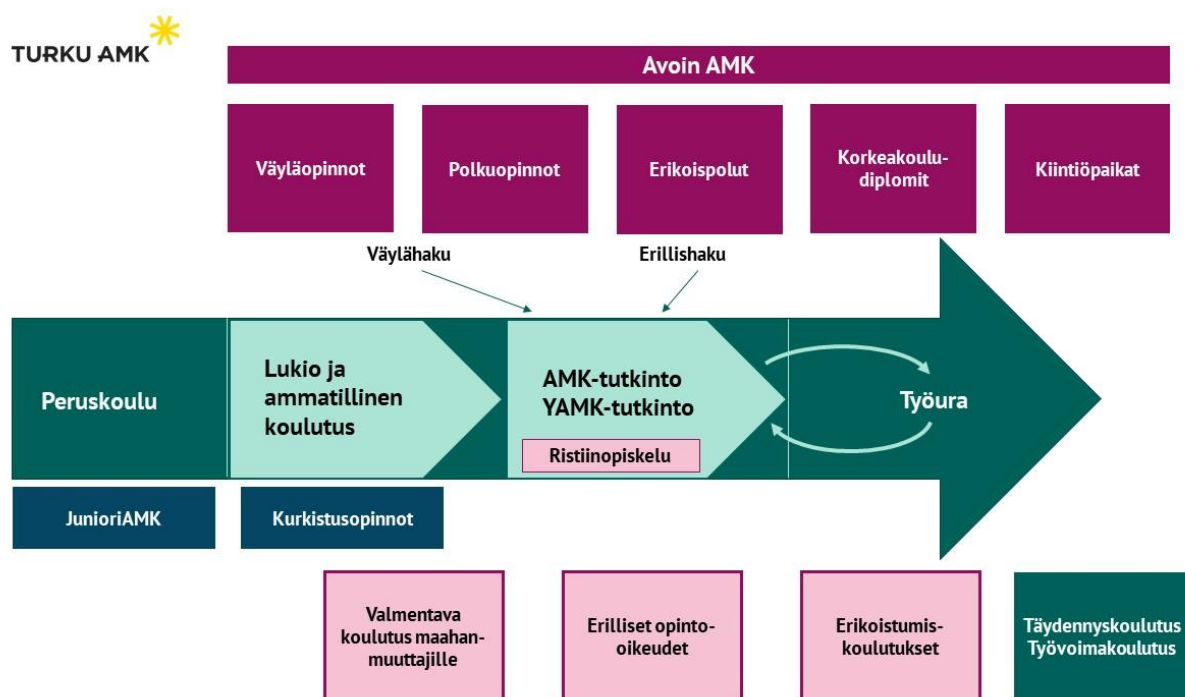 TURKU AMK
Avoin AMK
Väyläopinnot
Polkuopinnot
Erikoispolut
Korkeakoulu-
diplomit
Kiintiöpaikat
Väylähaku
Erillishaku
Peruskoulu
Lukio ja
ammatillinen
koulutus
AMK-tutkinto
YAMK-tutkinto
Ristiinopiskelu
Työura
JunioriAMK
Kurkistusopinnot
Valmentava
koulutus maahan-
muuttajille
Erilliset opinto-
oikeudet
Erikoistumis-
koulutukset
Täydennyskoulutus
Työvoimakoulutus